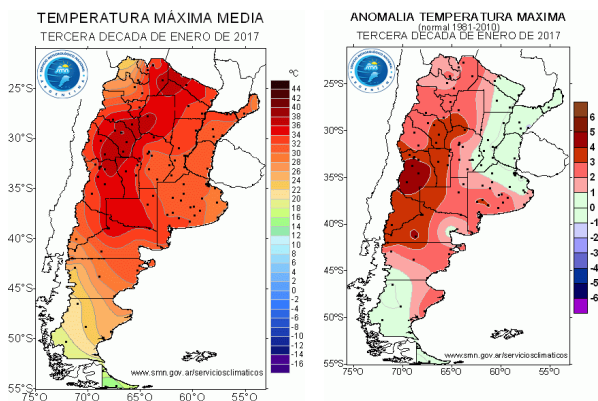 TEMPERATURA MÁXIMA MEDIA
TERCERA DECADA DE ENERO DE 2017
smn
25°S
30°S
35°S
40°S
45°S
50°S
55°S
75°O 70°O 65°O 60°O 55°O
°C
44
40
38
36
34
32
30
28
26
24
22
20
18
16
14
12
10
8
6
4
2
0
-2
-4
-6
-8
-10
-12
-14
-16
www.smn.gov.ar/serviciosclimaticos
ANOMALIA TEMPERATURA MAXIMA
(normal 1981-2010)
TERCERA DECADA DE ENERO DE 2017
smn
25°S
30°S
35°S
40°S
45°S
50°S
55°S
75°O 70°O 65°O 60°O 55°O
6
5
4
3
2
1
-1
-2
-3
-4
-5
-6
www.smn.gov.ar/serviciosclimaticos